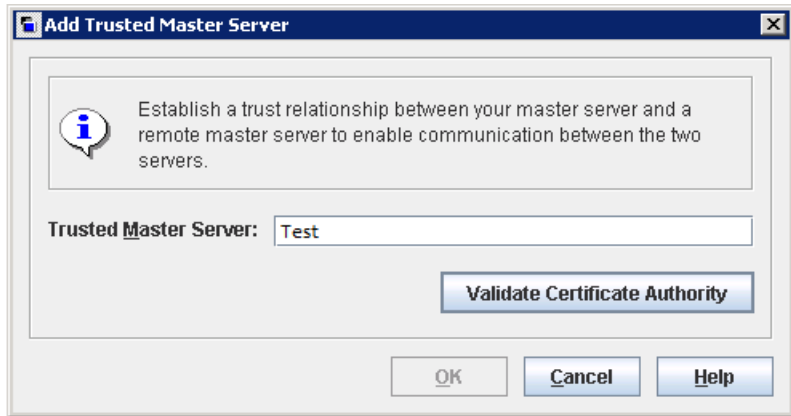 Add Trusted Master Server
Establish a trust relationship between your master server and a
remote master server to enable communication between the two
servers.
Trusted Master Server: Test
Validate Certificate Authority
OK Cancel Help